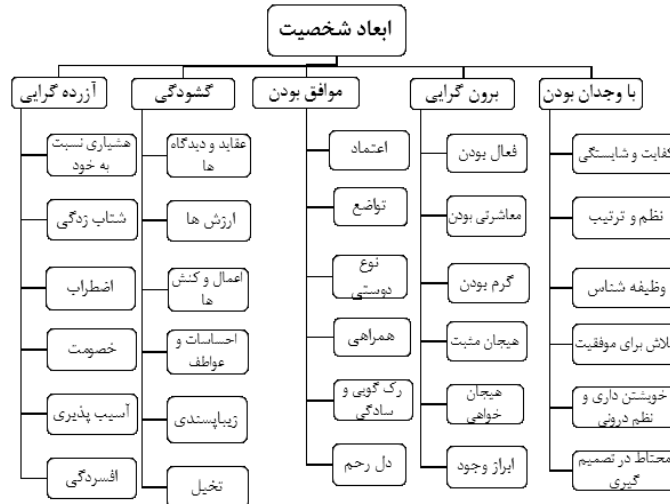 ابعاد شخصیت
با وجدان بودن
کفایت و شایستگی
نظم و ترتیب
وظیفه شناس
تلاش برای موفقیت
خویشتن داری و
نظم درونی
محتاط در تصمیم
گیری
برون گرایی
فعال بودن
معاشرتی بودن
گرم بودن
هیجان مثبت
هیجان
خواهی
ابراز وجود
موافق بودن
اعتماد
تواضع
نوع
دوستی
همراهی
رک گویی و
سادگی
دل رحم
گشودگی
عقاید و دیدگاه
ها
ارزش ها
اعمال و کنش
ها
احساسات و
عواطف
زیباپسندی
تخیل
آزرده گرایی
هشیاری نسبت
به خود
شتاب زدگی
اضطراب
خصومت
آسیب پذیری
افسردگی